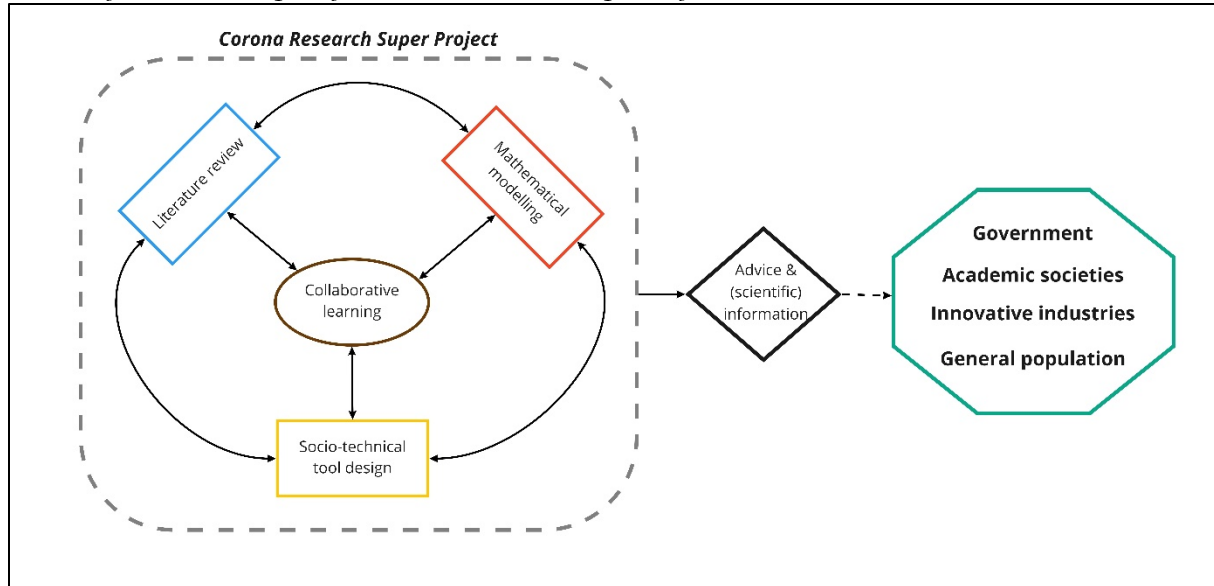 Corona Research Super Project
Literature review
Mathematical
modelling
Collaborative
learning
Socio-technical
tool design
Advice &
(scientific)
information
Government
Academic societies
Innovative industries
General population